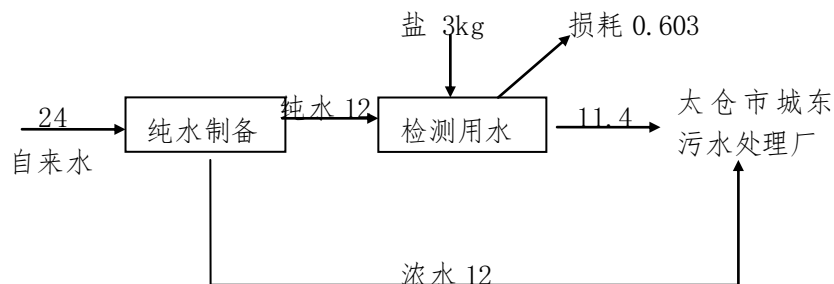 盐 3kg
损耗 0.603
24
自来水
纯水制备
纯水 12
检测用水
11.4
太仓市城东
污水处理厂
浓水 12